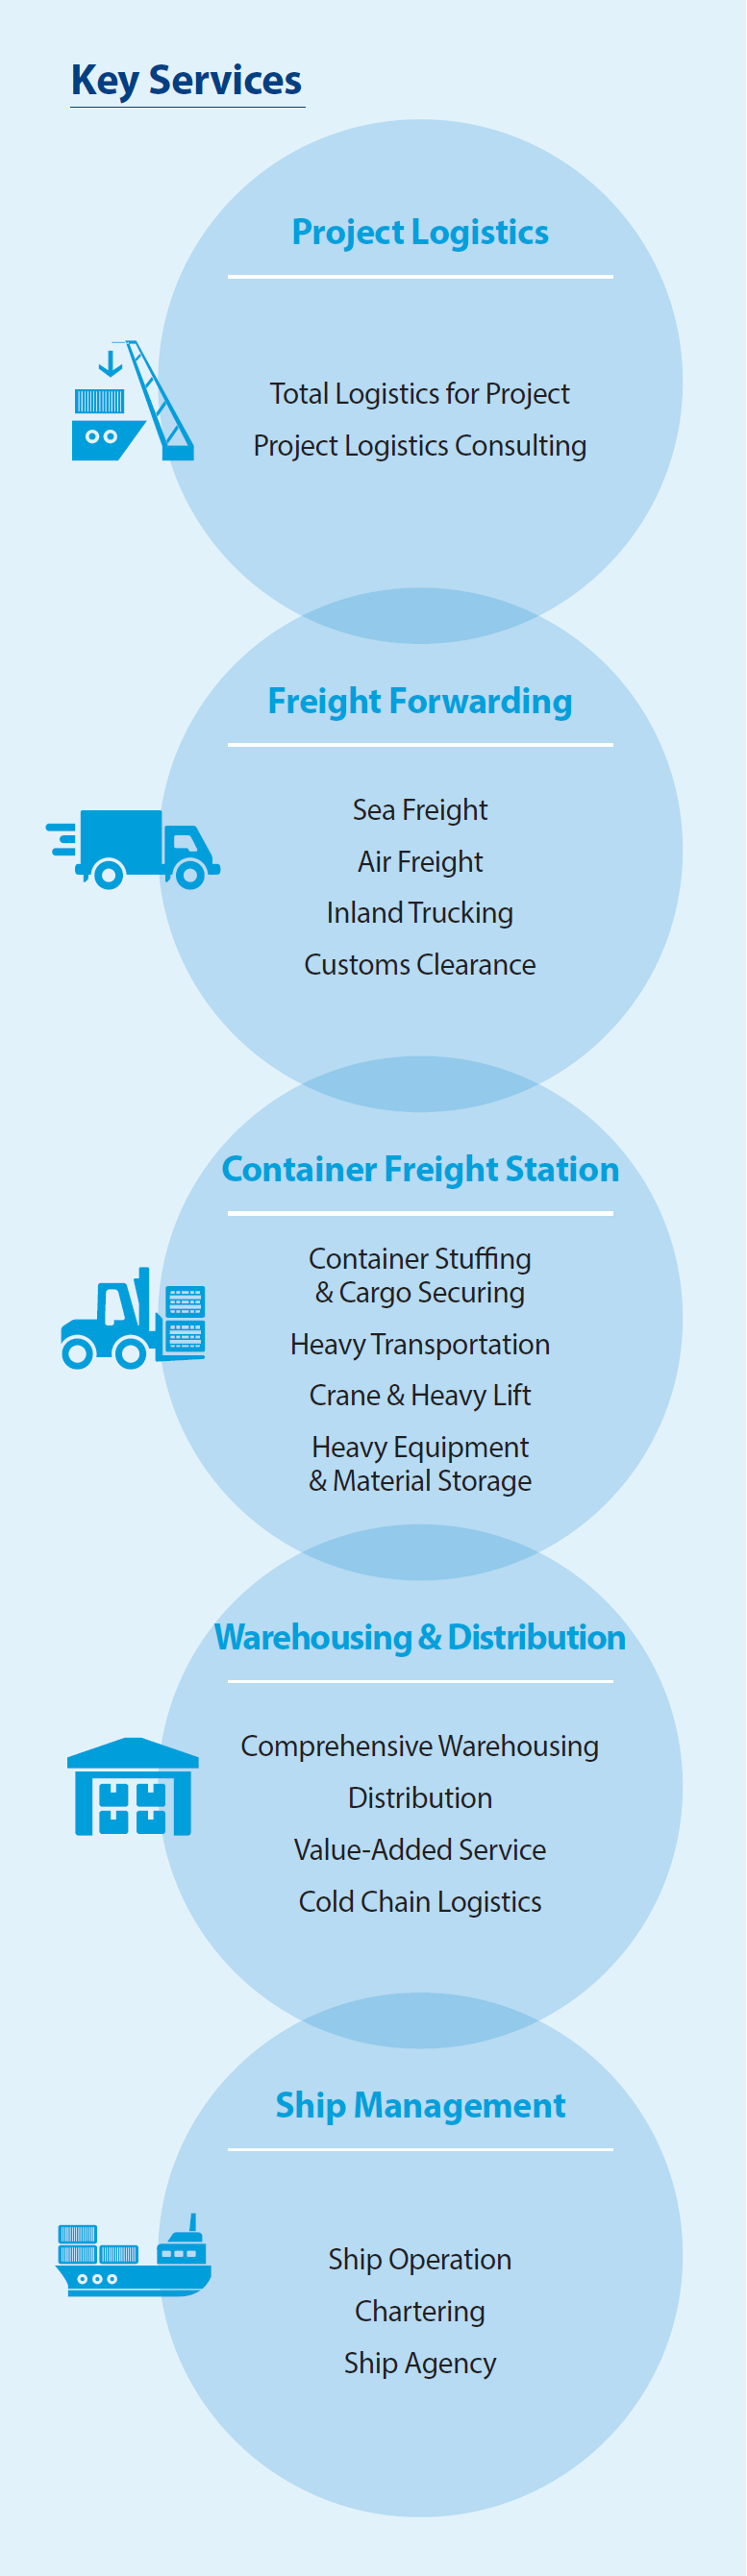 Key Services
Project Logistics
Total Logistics for Project
Project Logistics Consulting
Freight Forwarding
Sea Freight
Air Freight
Inland Trucking
Customs Clearance
Container Freight Station
Container Stuffing
& Cargo Securing
Heavy Transportation
Crane & Heavy Lift
Heavy Equipment
& Material Storage
Warehousing & Distribution
Comprehensive Warehousing
Distribution
Value-Added Service
Cold Chain Logistics
Ship Management
Ship Operation
Chartering
Ship Agency